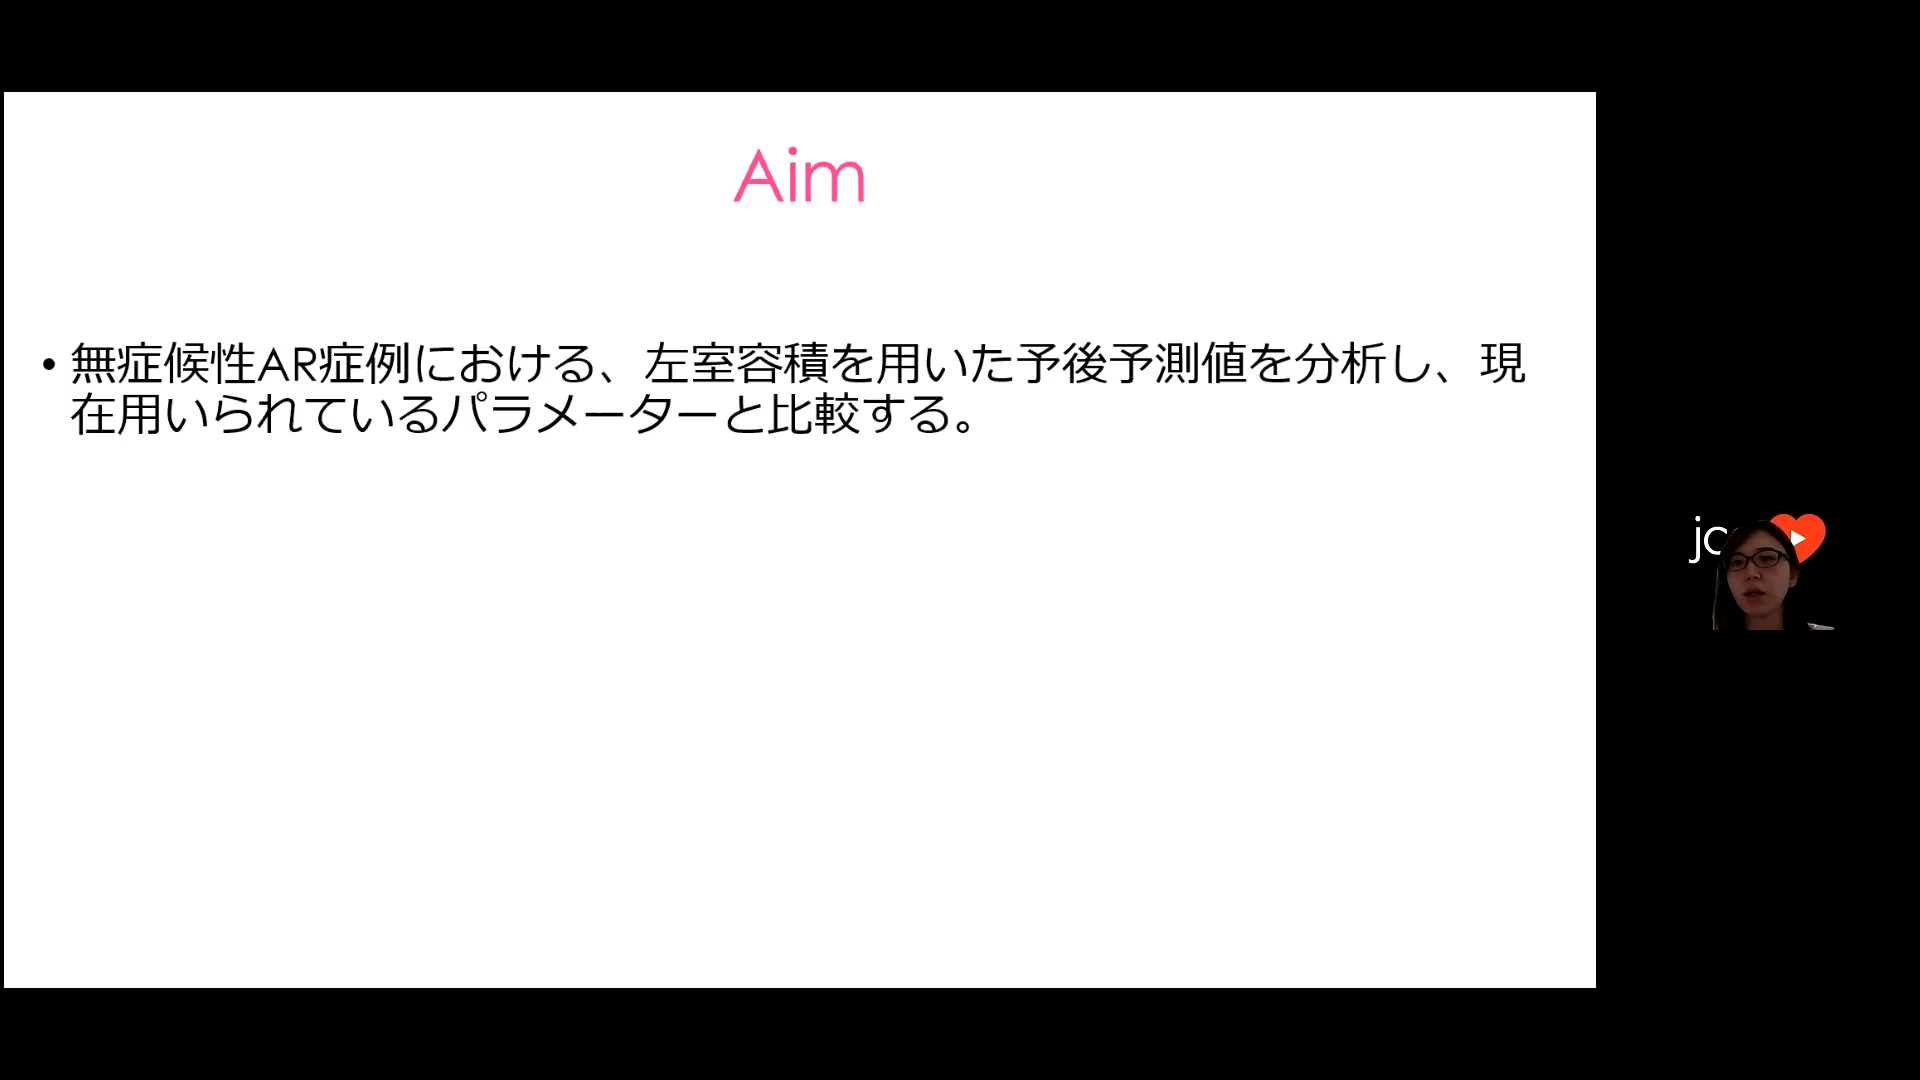 Aim
• 無症候性AR症例における、左室容積を用いた予後予測値を分析し、現
在用いられているパラメーターと比較する。